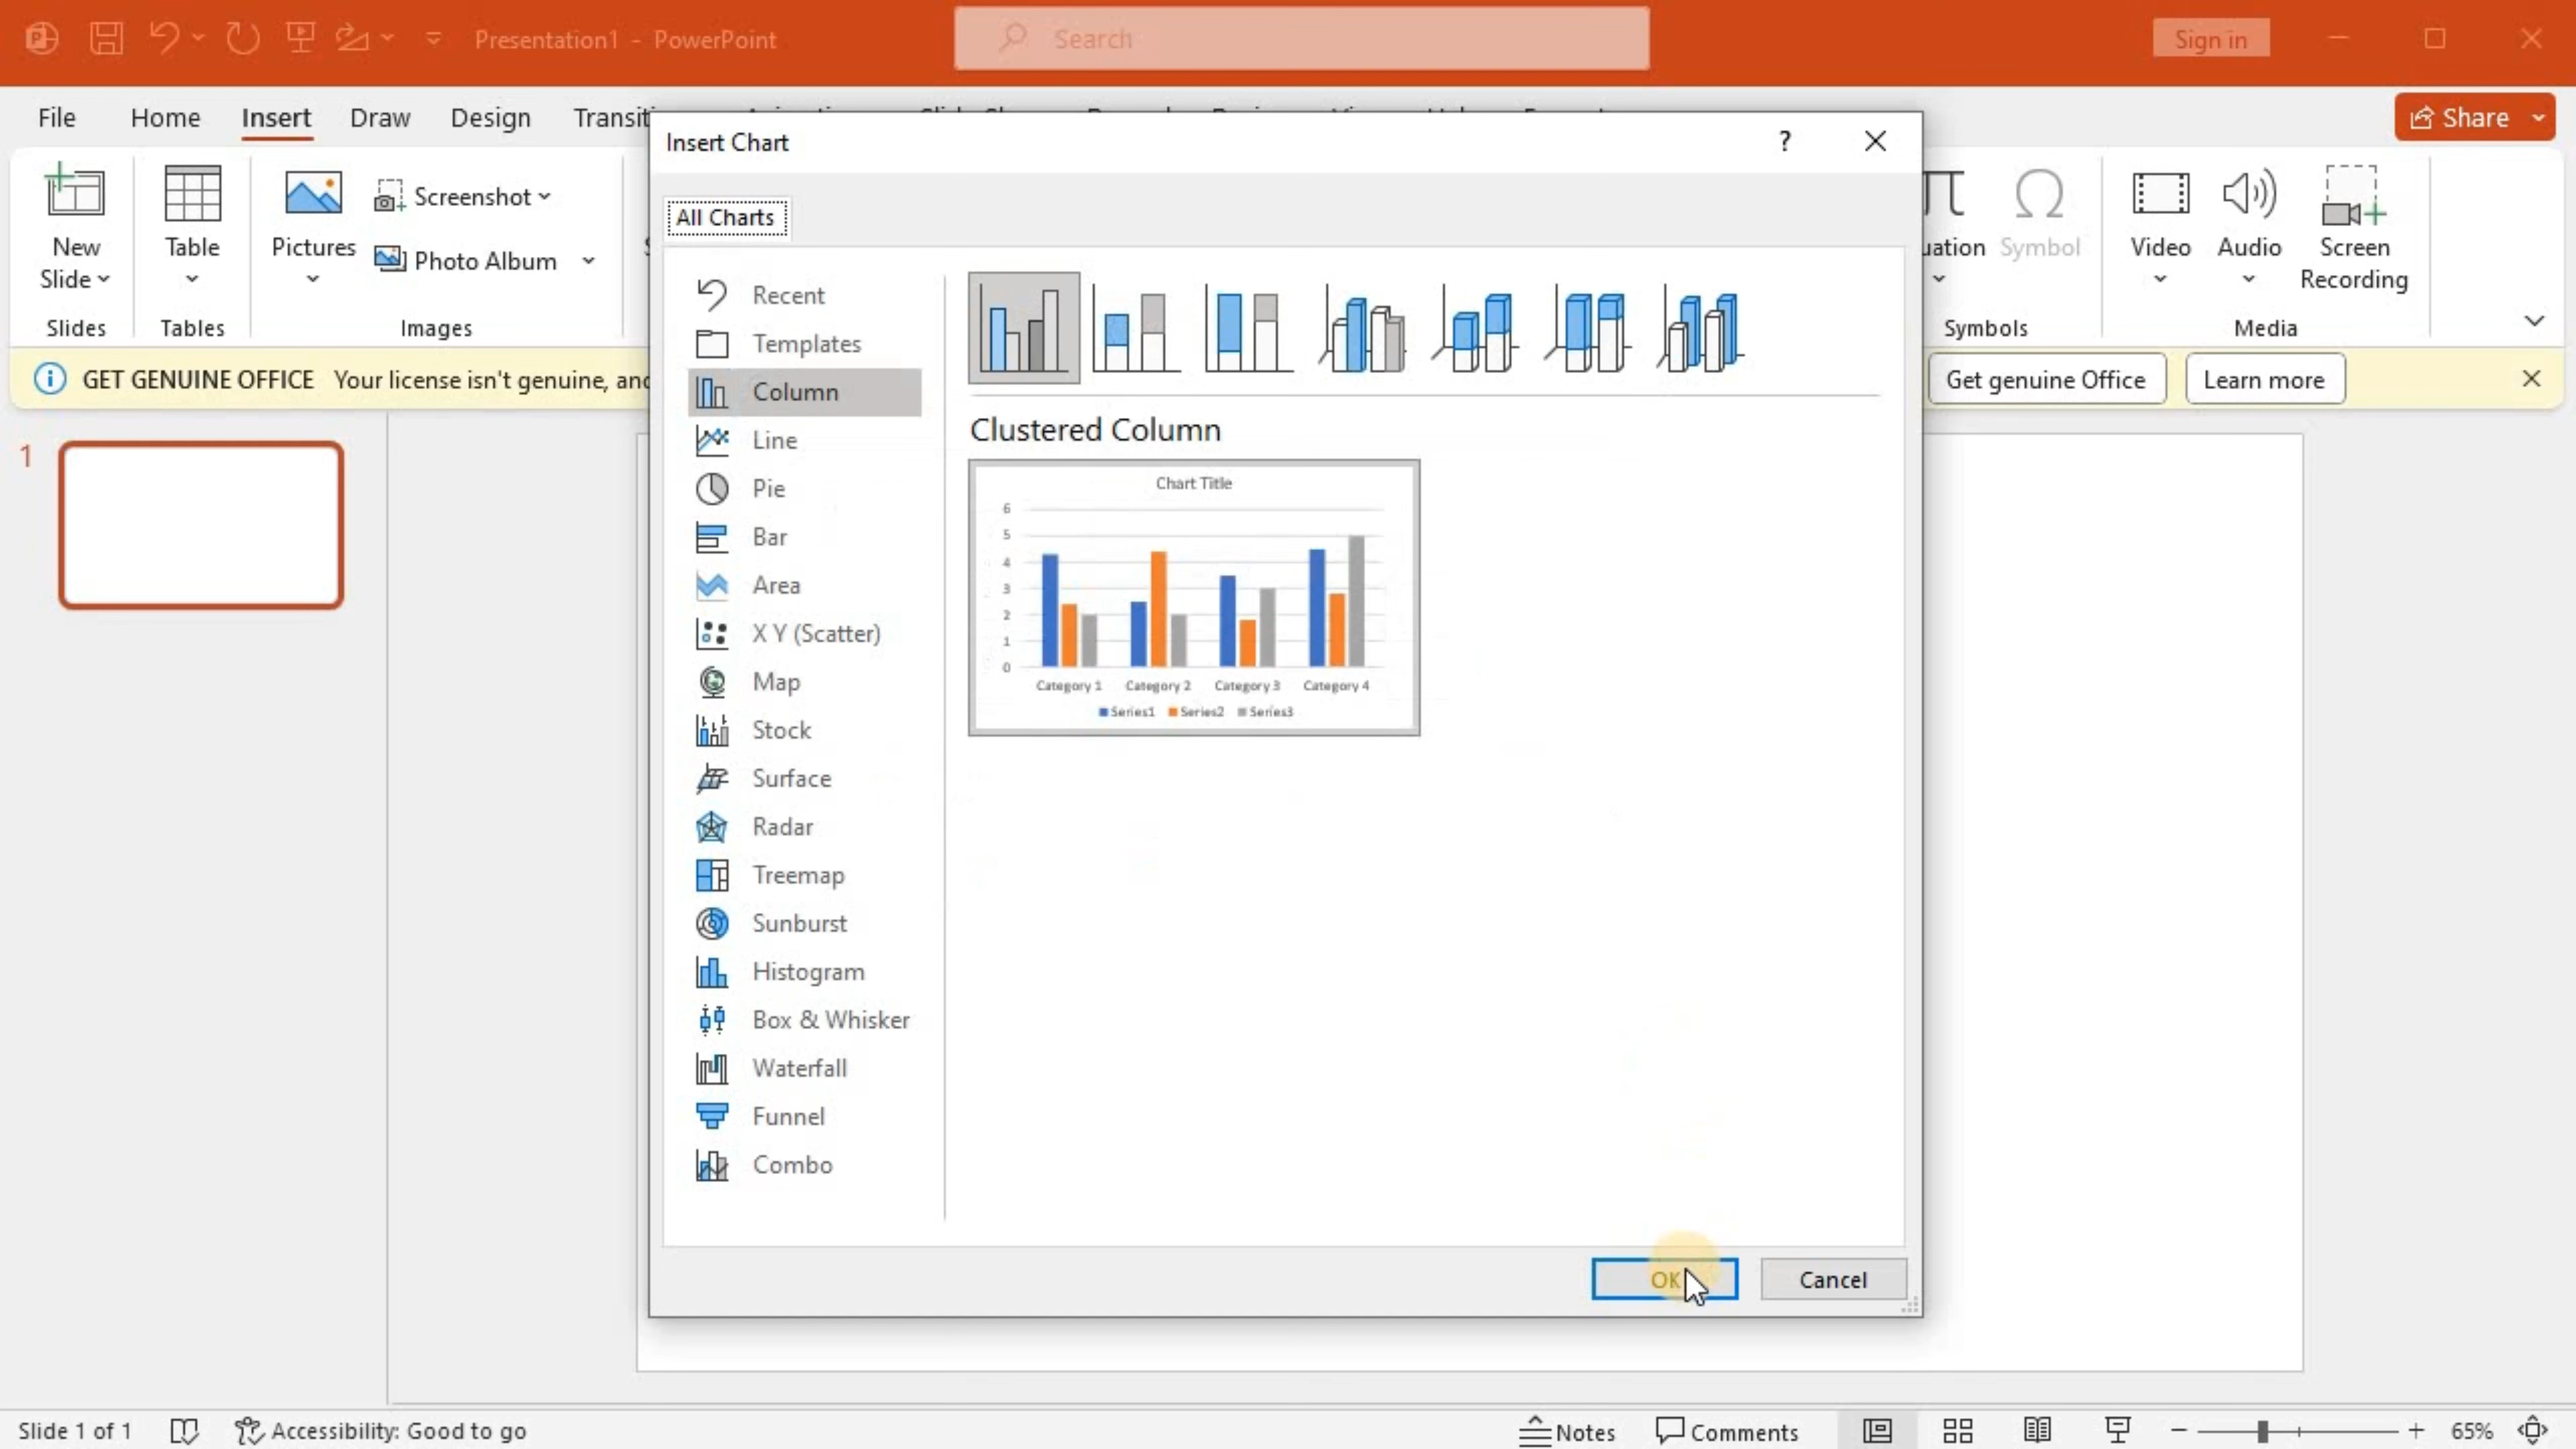 Presentation1 - PowerPoint
Search
Sign in
File Home Insert Draw Design
Share
Insert Chart
?
All Charts
New Slide
Table
Pictures
Screenshot
Photo Album
Symbol
Video
Audio
Screen Recording
Slides
Tables
Images
Symbols
Media
GET GENUINE OFFICE Your license isn't genuine,
Get genuine Office
Learn more
1
Recent
Templates
Column
Line
Pie
Bar
Area
X Y (Scatter)
Map
Stock
Surface
Radar
Treemap
Sunburst
Histogram
Box & Whisker
Waterfall
Funnel
Combo
Clustered Column
Chart Title
6
5
4
3
2
1
0
Category 1 Category 2 Category 3 Category 4
Series1 Series2 Series3
OK
Cancel
Slide 1 of 1
Accessibility: Good to go
Notes
Comments
65%